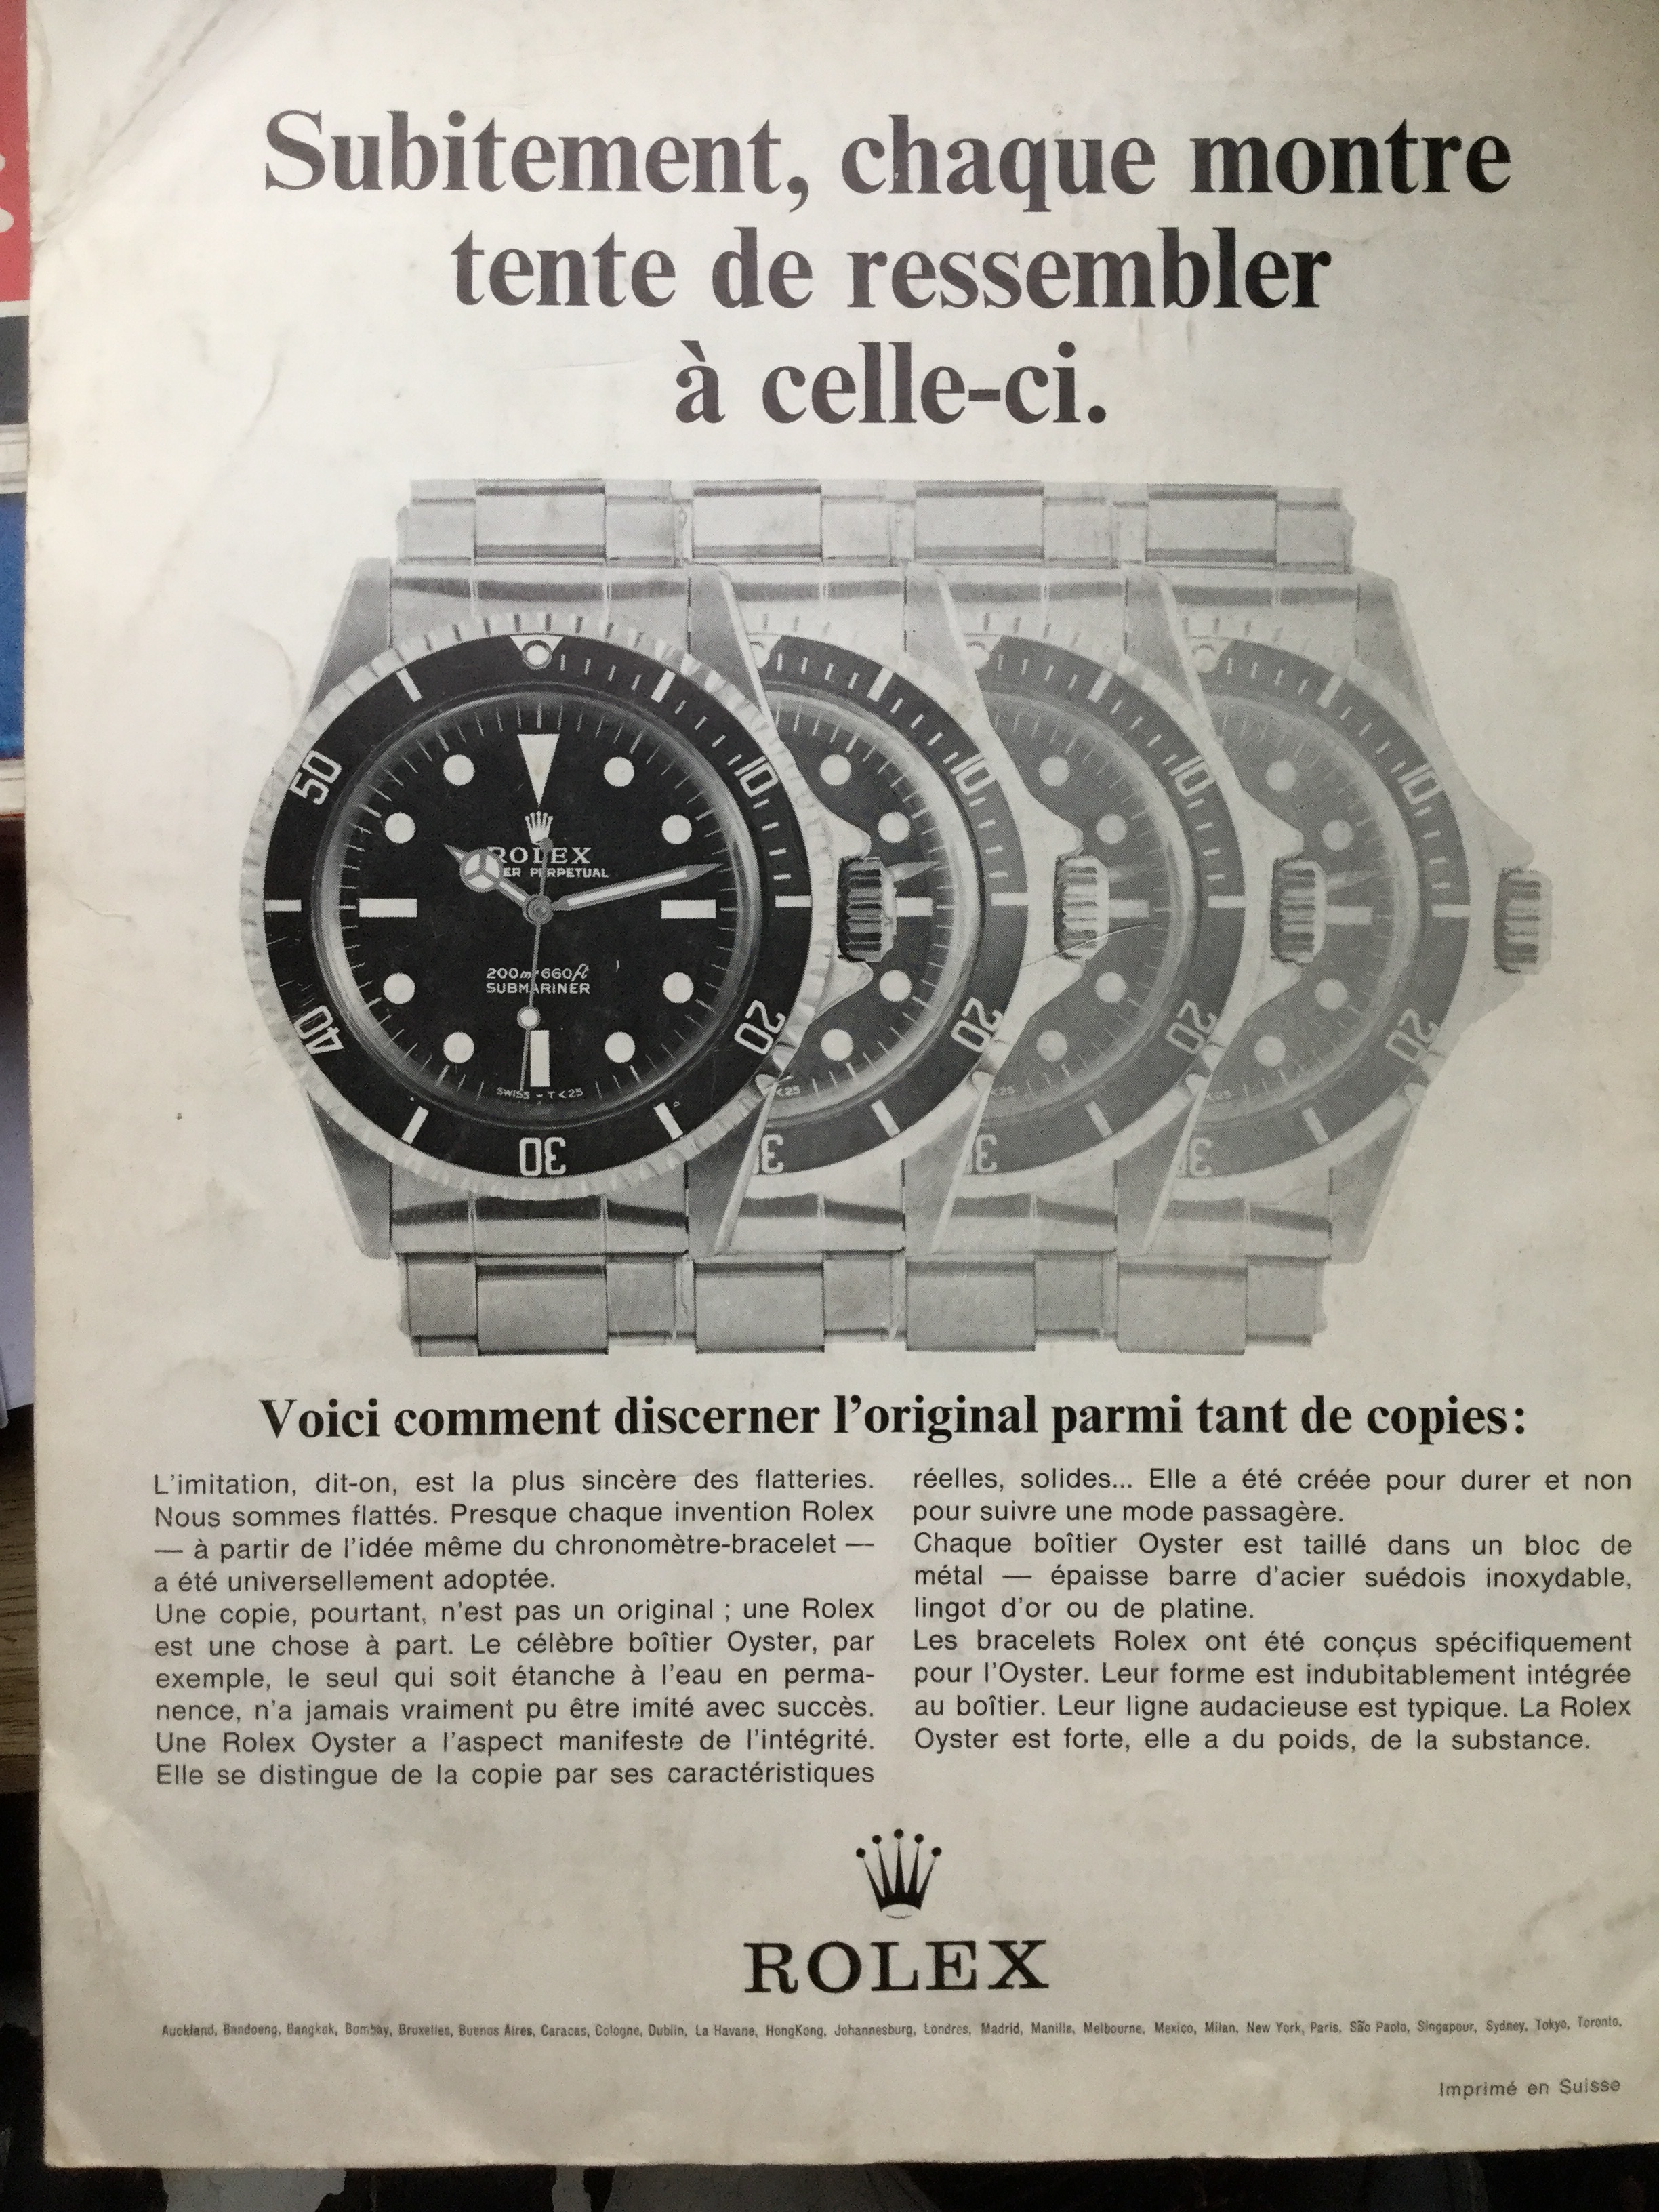 Subitement, chaque montre
tente de ressembler
à celle-ci.
50
10
10
10
10
ROLEX
PERPETUAL
200m-660ft
SUBMARINER
40
20
20
20
20
SWISS - T<25
<25
<25
<25
30
3
3
3
Voici comment discerner l'original parmi tant de copies:
L'imitation, dit-on, est la plus sincère des flatteries.
Nous sommes flattés. Presque chaque invention Rolex
— à partir de l'idée même du chronomètre-bracelet —
a été universellement adoptée.
Une copie, pourtant, n'est pas un original ; une Rolex
est une chose à part. Le célèbre boîtier Oyster, par
exemple, le seul qui soit étanche à l'eau en perma-
nence, n'a jamais vraiment pu être imité avec succès.
Une Rolex Oyster a l'aspect manifeste de l'intégrité.
Elle se distingue de la copie par ses caractéristiques
réelles, solides... Elle a été créée pour durer et non
pour suivre une mode passagère.
Chaque boîtier Oyster est taillé dans un bloc de
métal — épaisse barre d'acier suédois inoxydable,
lingot d'or ou de platine.
Les bracelets Rolex ont été conçus spécifiquement
pour l'Oyster. Leur forme est indubitablement intégrée
au boîtier. Leur ligne audacieuse est typique. La Rolex
Oyster est forte, elle a du poids, de la substance.
ROLEX
Auckland, Bandoeng, Bangkok, Bombay, Bruxelles, Buenos Aires, Caracas, Cologne, Dublin, La Havane, HongKong, Johannesburg, Londres, Madrid, Manille, Melbourne, Mexico, Milan, New York, Paris, São Paolo, Singapour, Sydney, Tokyo, Toronto.
Imprimé en Suisse